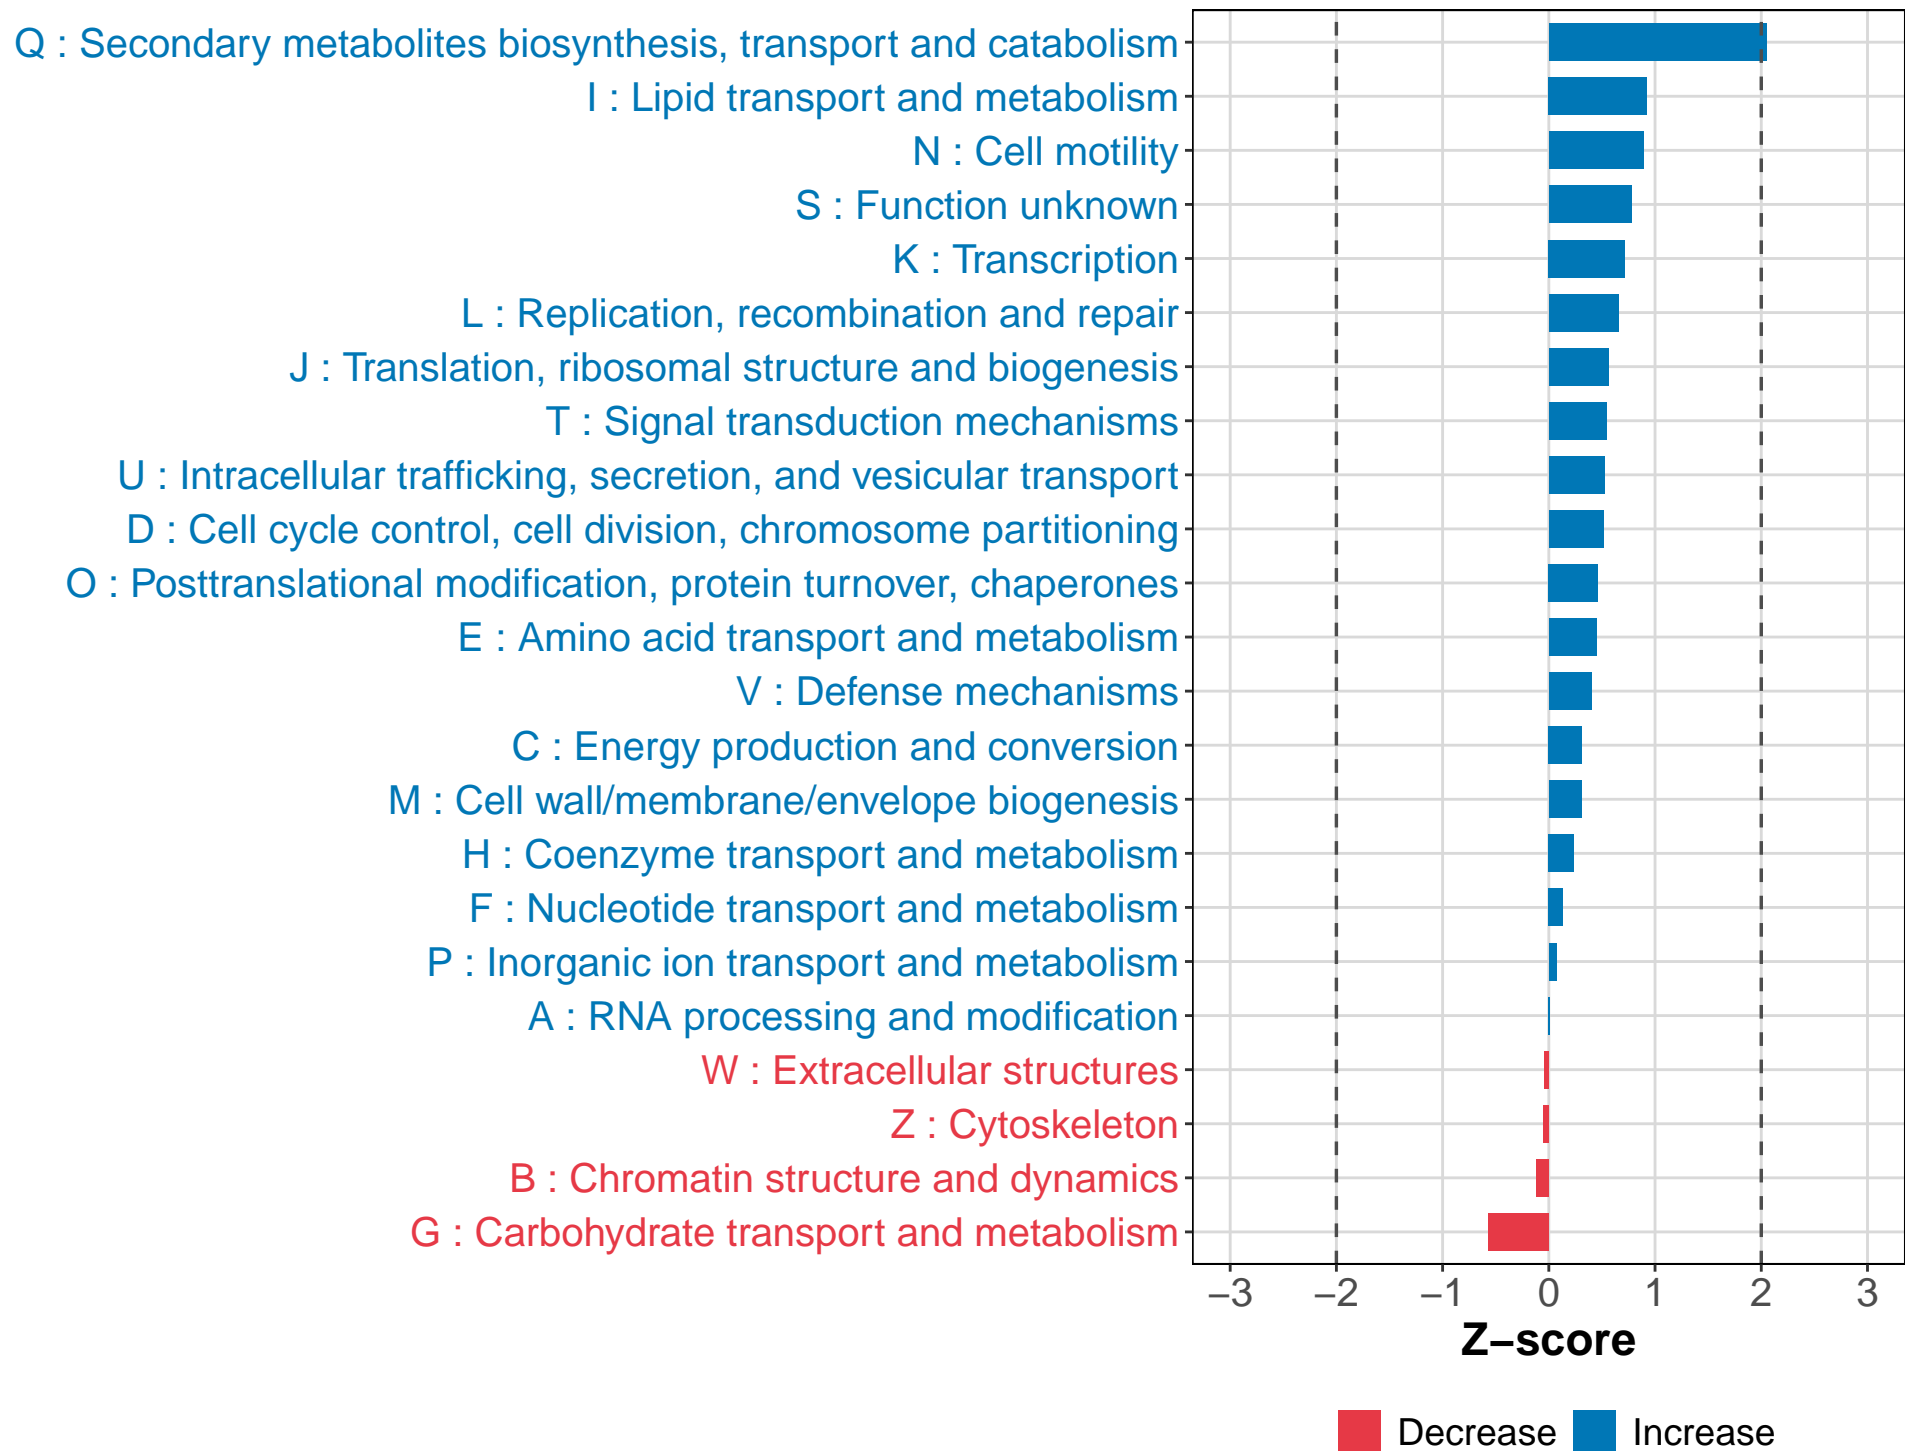 Q : Secondary metabolites biosynthesis, transport and catabolism
I : Lipid transport and metabolism
N : Cell motility
S : Function unknown
K : Transcription
L : Replication, recombination and repair
J : Translation, ribosomal structure and biogenesis
T : Signal transduction mechanisms
U : Intracellular trafficking, secretion, and vesicular transport
D : Cell cycle control, cell division, chromosome partitioning
O : Posttranslational modification, protein turnover, chaperones
E : Amino acid transport and metabolism
V : Defense mechanisms
C : Energy production and conversion
M : Cell wall/membrane/envelope biogenesis
H : Coenzyme transport and metabolism
F : Nucleotide transport and metabolism
P : Inorganic ion transport and metabolism
A : RNA processing and modification
W : Extracellular structures
Z : Cytoskeleton
B : Chromatin structure and dynamics
G : Carbohydrate transport and metabolism
−3 −2 −1 0 1 2 3
Z−score
Decrease Increase